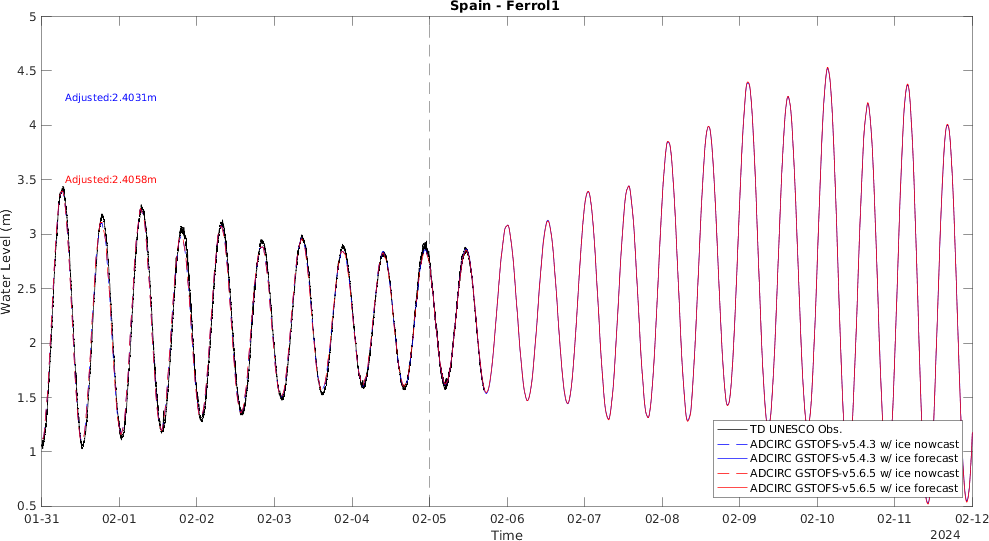 Spain - Ferrol1
5
4.5
4
3.5
3
2.5
2
1.5
1
0.5
Water Level (m)
Adjusted:2.4031m
Adjusted:2.4058m
TD UNESCO Obs.
ADCIRC GSTOFS-v5.4.3 w/ ice nowcast
ADCIRC GSTOFS-v5.4.3 w/ ice forecast
ADCIRC GSTOFS-v5.6.5 w/ ice nowcast
ADCIRC GSTOFS-v5.6.5 w/ ice forecast
01-31 02-01 02-02 02-03 02-04 02-05 02-06 02-07 02-08 02-09 02-10 02-11 02-12
Time
2024